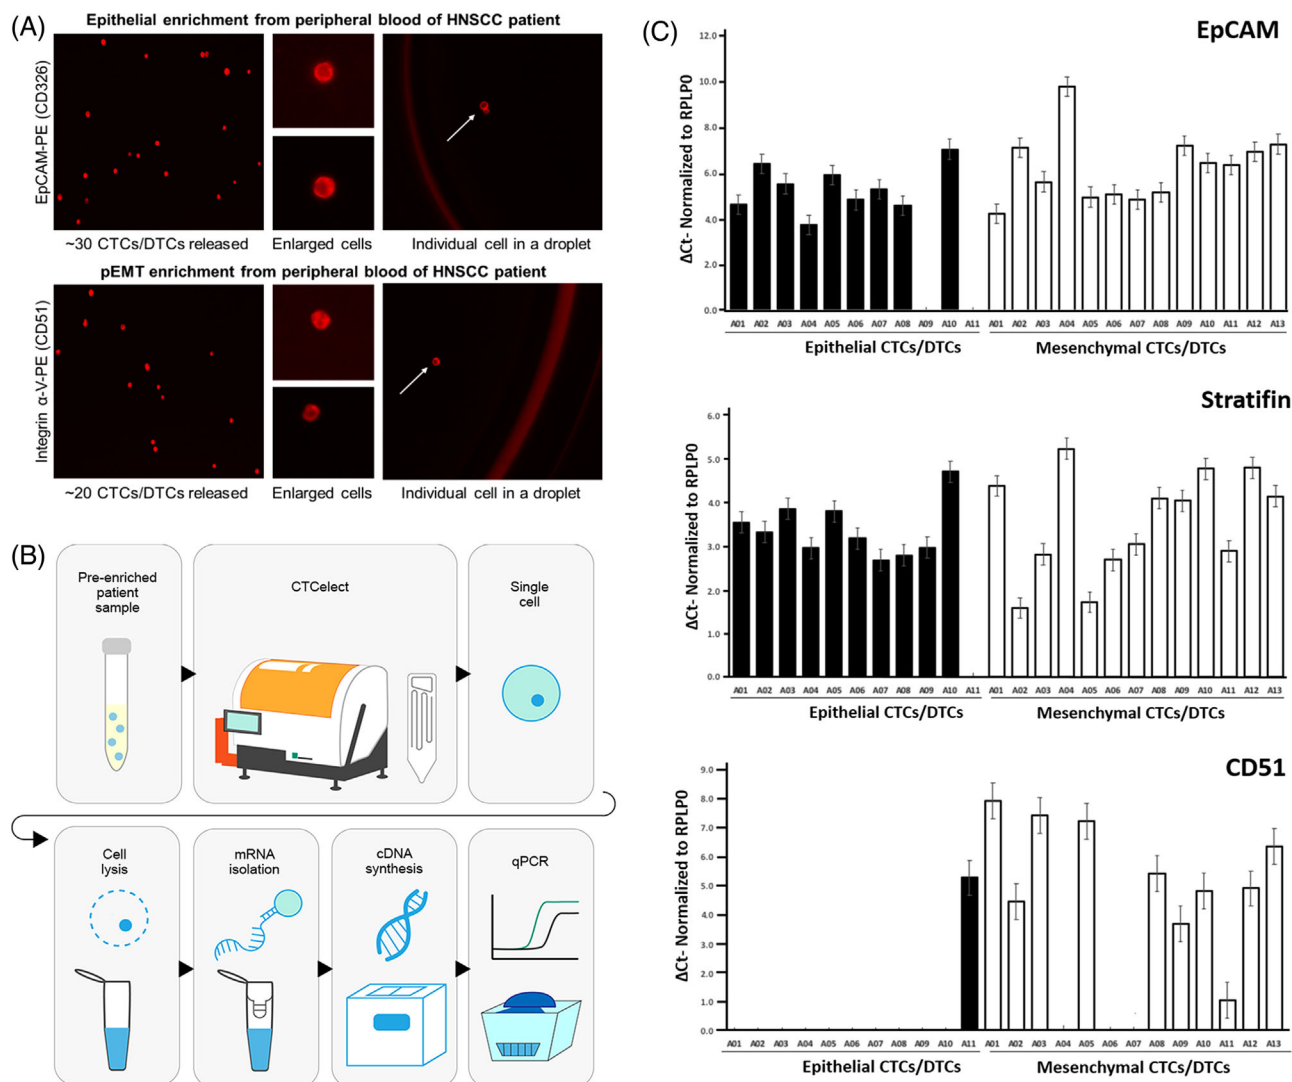 (A)
Epithelial enrichment from peripheral blood of HNSCC patient
EpCAM-PE (CD326)
~30 CTCs/DTCs released
Enlarged cells
Individual cell in a droplet
pEMT enrichment from peripheral blood of HNSCC patient
Integrin α-V-PE (CD51)
~20 CTCs/DTCs released
Enlarged cells
Individual cell in a droplet
(B)
Pre-enriched
patient
sample
CTCelect
Single
cell
Cell
lysis
mRNA
isolation
cDNA
synthesis
qPCR
(C)
EpCAM
ΔCt- Normalized to RPLP0
12.0
10.0
8.0
6.0
4.0
2.0
0.0
A01 A02 A03 A04 A05 A06 A07 A08 A09 A10 A11 A01 A02 A03 A04 A05 A06 A07 A08 A09 A10 A11 A12 A13
Epithelial CTCs/DTCs
Mesenchymal CTCs/DTCs
Stratifin
ΔCt- Normalized to RPLP0
6.0
5.0
4.0
3.0
2.0
1.0
0.0
A01 A02 A03 A04 A05 A06 A07 A08 A09 A10 A11 A01 A02 A03 A04 A05 A06 A07 A08 A09 A10 A11 A12 A13
Epithelial CTCs/DTCs
Mesenchymal CTCs/DTCs
CD51
ΔCt- Normalized to RPLP0
9.0
8.0
7.0
6.0
5.0
4.0
3.0
2.0
1.0
0.0
A01 A02 A03 A04 A05 A06 A07 A08 A09 A10 A11 A01 A02 A03 A04 A05 A06 A07 A08 A09 A10 A11 A12 A13
Epithelial CTCs/DTCs
Mesenchymal CTCs/DTCs